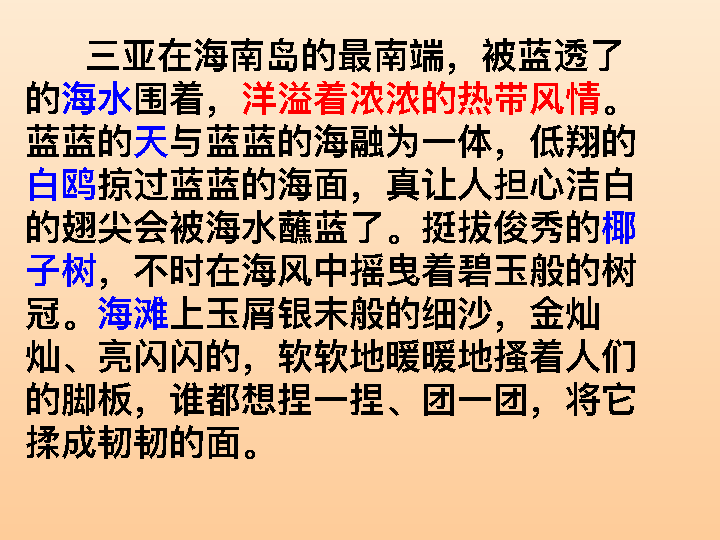 三亚在海南岛的最南端，被蓝透了
的海水围着，洋溢着浓浓的热带风情。
蓝蓝的天与蓝蓝的海融为一体，低翔的
白鸥掠过蓝蓝的海面，真让人担心洁白
的翅尖会被海水蘸蓝了。挺拔俊秀的椰
子树，不时在海风中摇曳着碧玉般的树
冠。海滩上玉屑银末般的细沙，金灿
灿、亮闪闪的，软软地暖暖地搔着人们
的脚板，谁都想捏一捏、团一团，将它
揉成韧韧的面。